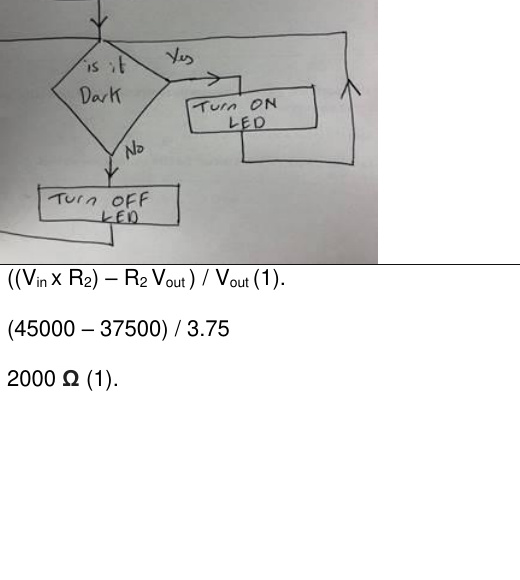 is it
Dark
Yes
Turn ON
LED
No
Turn OFF
LED
((Vin x R2) – R2 Vout ) / Vout (1).
(45000 – 37500) / 3.75
2000 Ω (1).